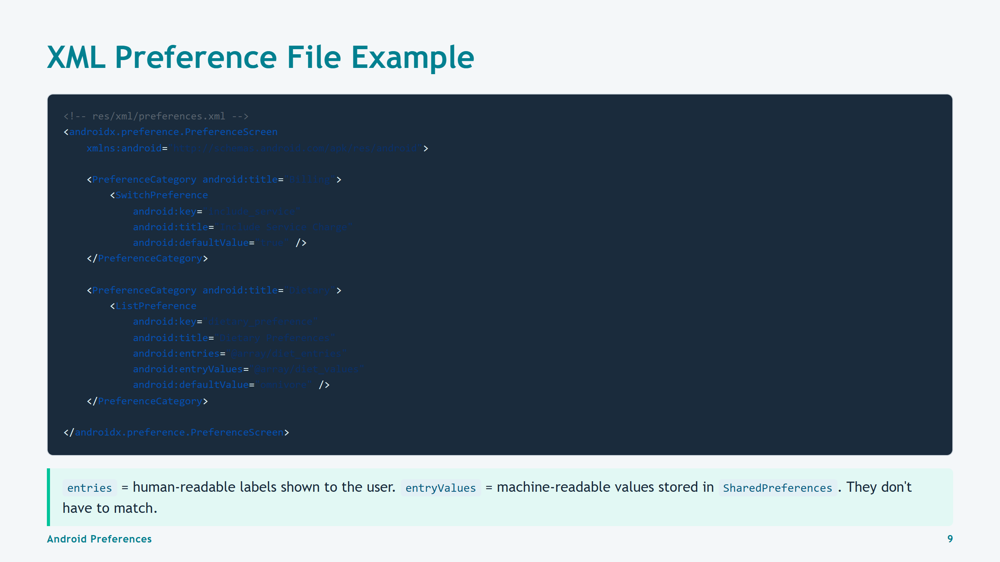 XML Preference File Example
<!-- res/xml/preferences.xml -->
<androidx.preference.PreferenceScreen
    xmlns:android="http://schemas.android.com/apk/res/android">
    <PreferenceCategory android:title="Billing">
        <SwitchPreference
            android:key="include_service"
            android:title="Include Service Charge"
            android:defaultValue="true" />
    </PreferenceCategory>
    <PreferenceCategory android:title="Dietary">
        <ListPreference
            android:key="dietary_preference"
            android:title="Dietary Preferences"
            android:entries="@array/diet_entries"
            android:entryValues="@array/diet_values"
            android:defaultValue="omnivore" />
    </PreferenceCategory>
</androidx.preference.PreferenceScreen>
entries = human-readable labels shown to the user. entryValues = machine-readable values stored in SharedPreferences. They don't
have to match.
Android Preferences
9